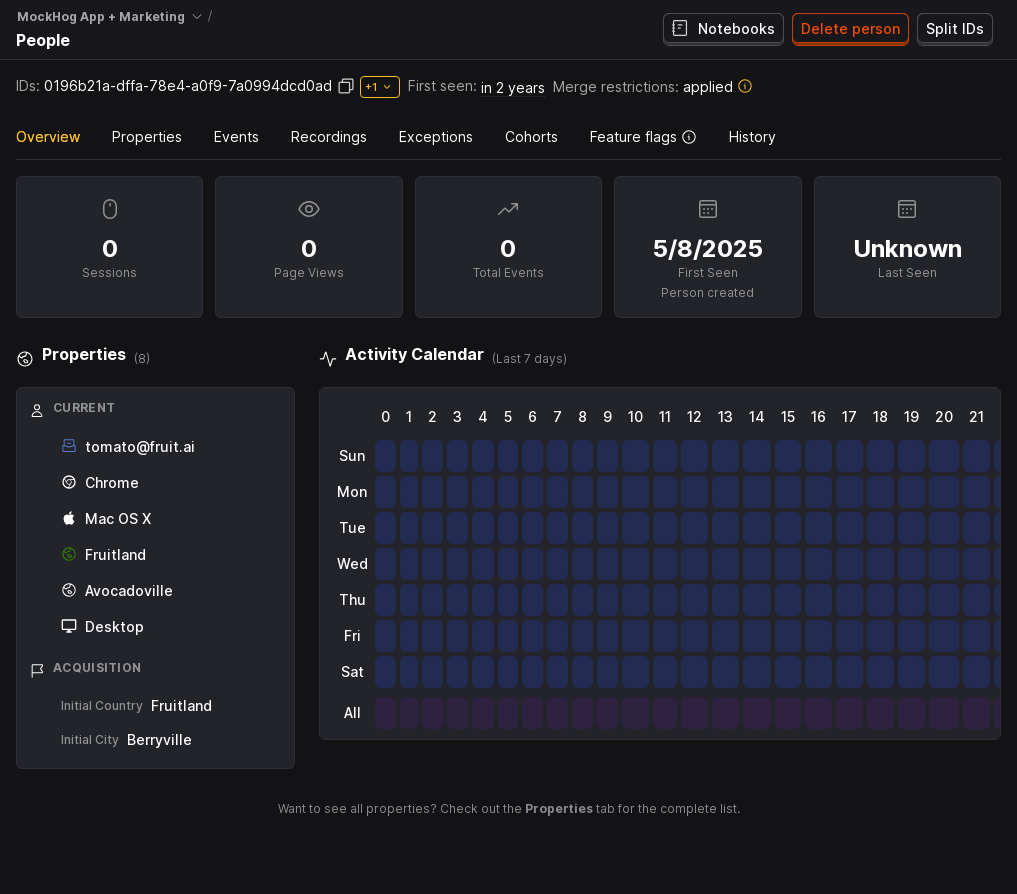 MockHog App + Marketing /
People
Notebooks
Delete person
Split IDs
IDs: 0196b21a-dffa-78e4-a0f9-7a0994dcd0ad +1 First seen: in 2 years Merge restrictions: applied
Overview Properties Events Recordings Exceptions Cohorts Feature flags History
0
Sessions
0
Page Views
0
Total Events
5/8/2025
First Seen
Person created
Unknown
Last Seen
Properties (8)
CURRENT
tomato@fruit.ai
Chrome
Mac OS X
Fruitland
Avocadoville
Desktop
ACQUISITION
Initial Country Fruitland
Initial City Berryville
Activity Calendar (Last 7 days)
0 1 2 3 4 5 6 7 8 9 10 11 12 13 14 15 16 17 18 19 20 21
Sun
Mon
Tue
Wed
Thu
Fri
Sat
All
Want to see all properties? Check out the Properties tab for the complete list.